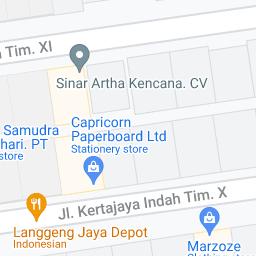 Tim. XI
Sinar Artha Kencana. CV
Samudra
hari. PT
store
Capricorn
Paperboard Ltd
Stationery store
Jl. Kertajaya Indah Tim. X
Langgeng Jaya Depot
Indonesian
Marzoze